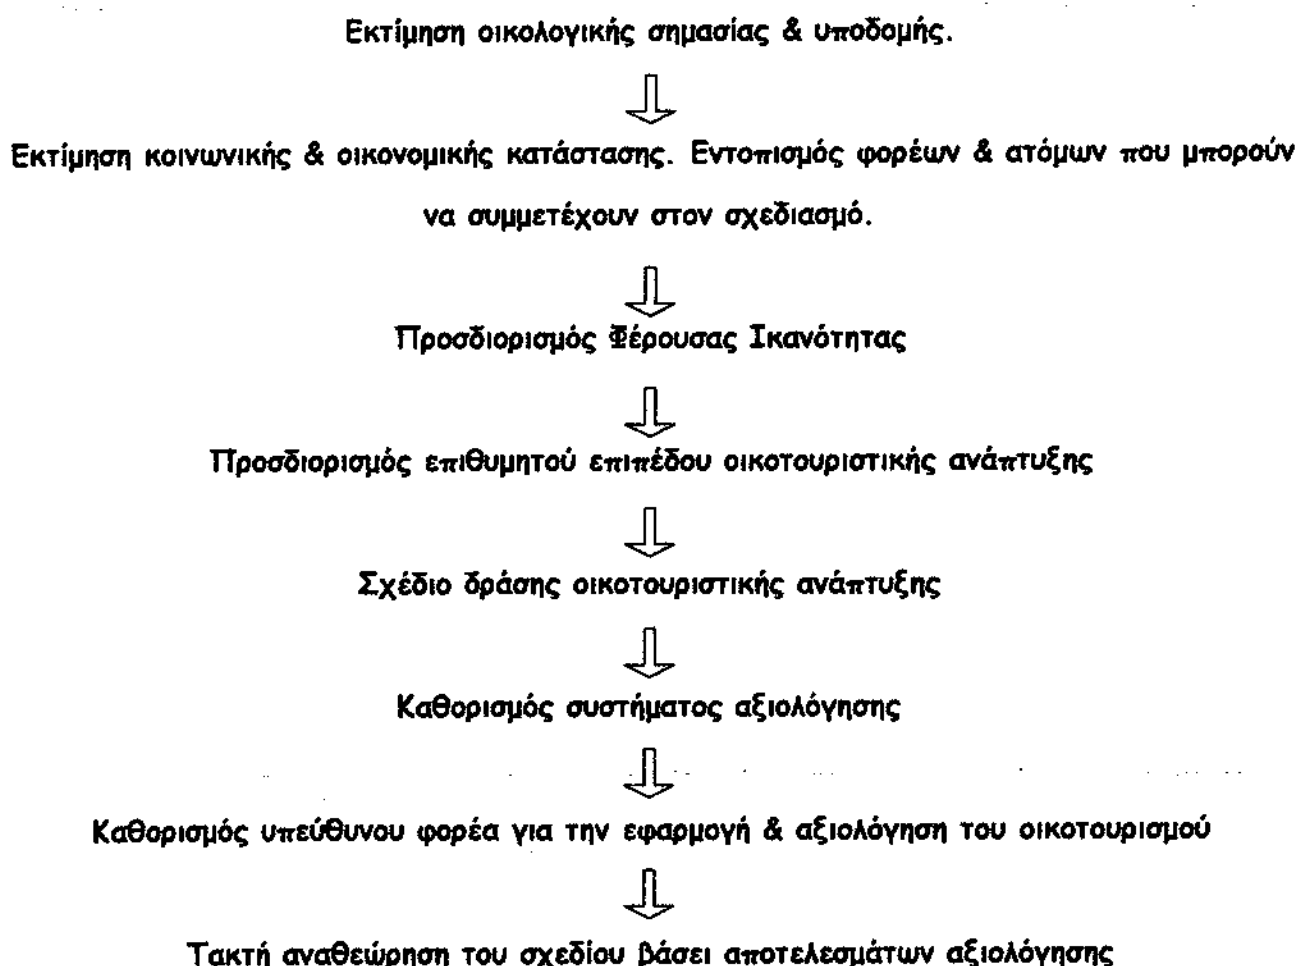 Εκτίμηση οικολογικής σημασίας & υποδομής.
Εκτίμηση κοινωνικής & οικονομικής κατάστασης. Εντοπισμός φορέων & ατόμων που μπορούν
να συμμετέχουν στον σχεδιασμό.
Προσδιορισμός Φέρουσας Ικανότητας
Προσδιορισμός επιθυμητού επιπέδου οικοτουριστικής ανάπτυξης
Σχέδιο δράσης οικοτουριστικής ανάπτυξης
Καθορισμός συστήματος αξιολόγησης
Καθορισμός υπεύθυνου φορέα για την εφαρμογή & αξιολόγηση του οικοτουρισμού
Τακτή αναθεώρηση του σχεδίου βάσει αποτελεσμάτων αξιολόγησης